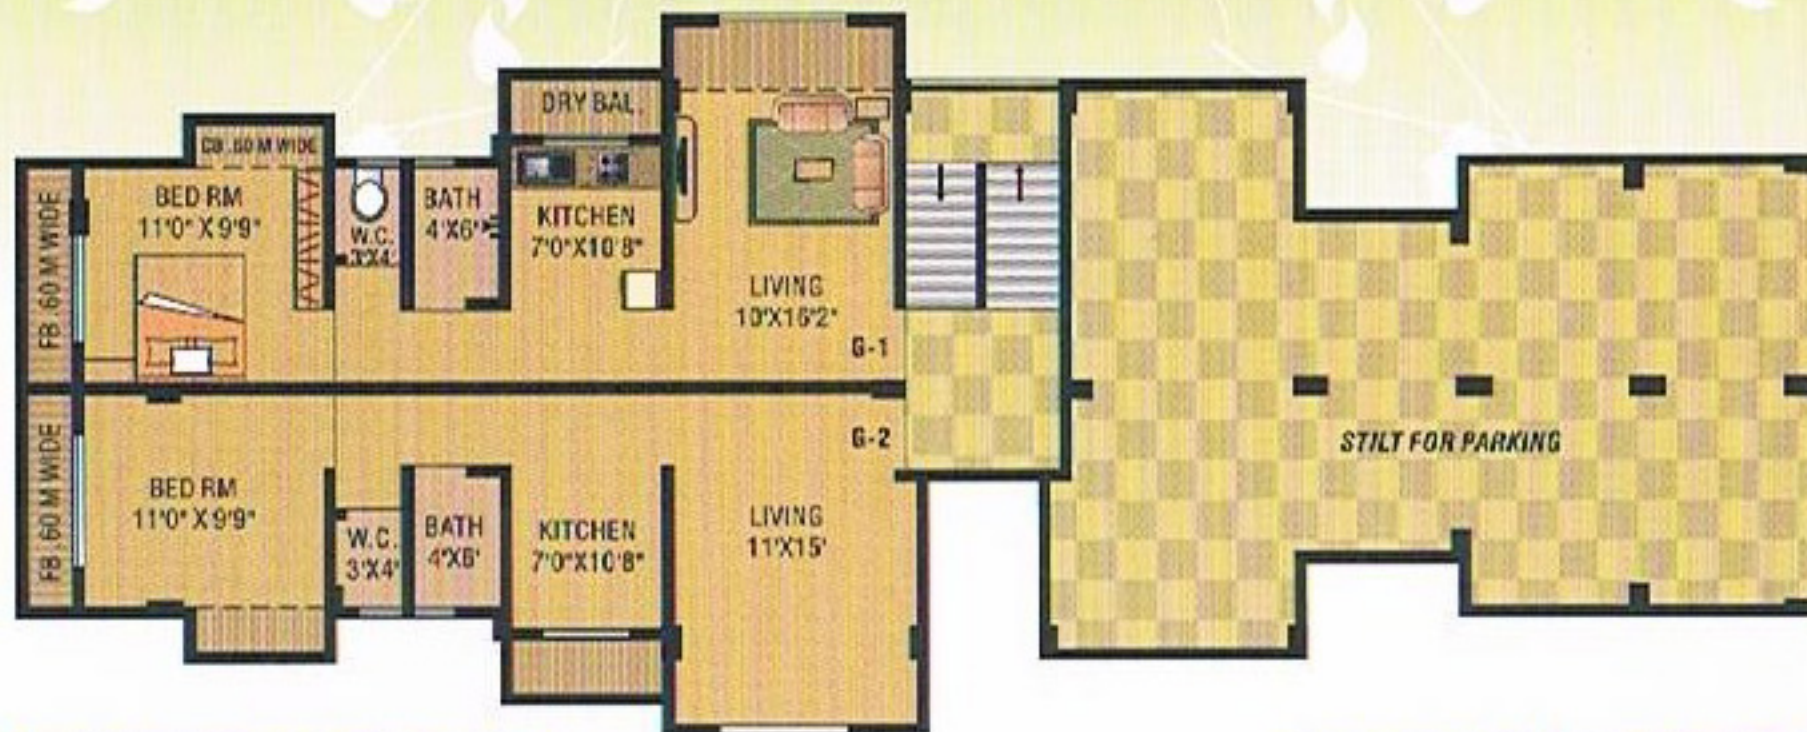 DRY BAL.
CB .60 M WIDE
FB .60 M WIDE
BED RM
11'0" X 9'9"
W.C.
3'X4'
BATH
4'X6'
KITCHEN
7'0"X10'8"
LIVING
10'X16'2"
G-1
G-2
FB .60 M WIDE
BED RM
11'0" X 9'9"
W.C.
3'X4'
BATH
4'X6'
KITCHEN
7'0"X10'8"
LIVING
11'X15'
STILT FOR PARKING